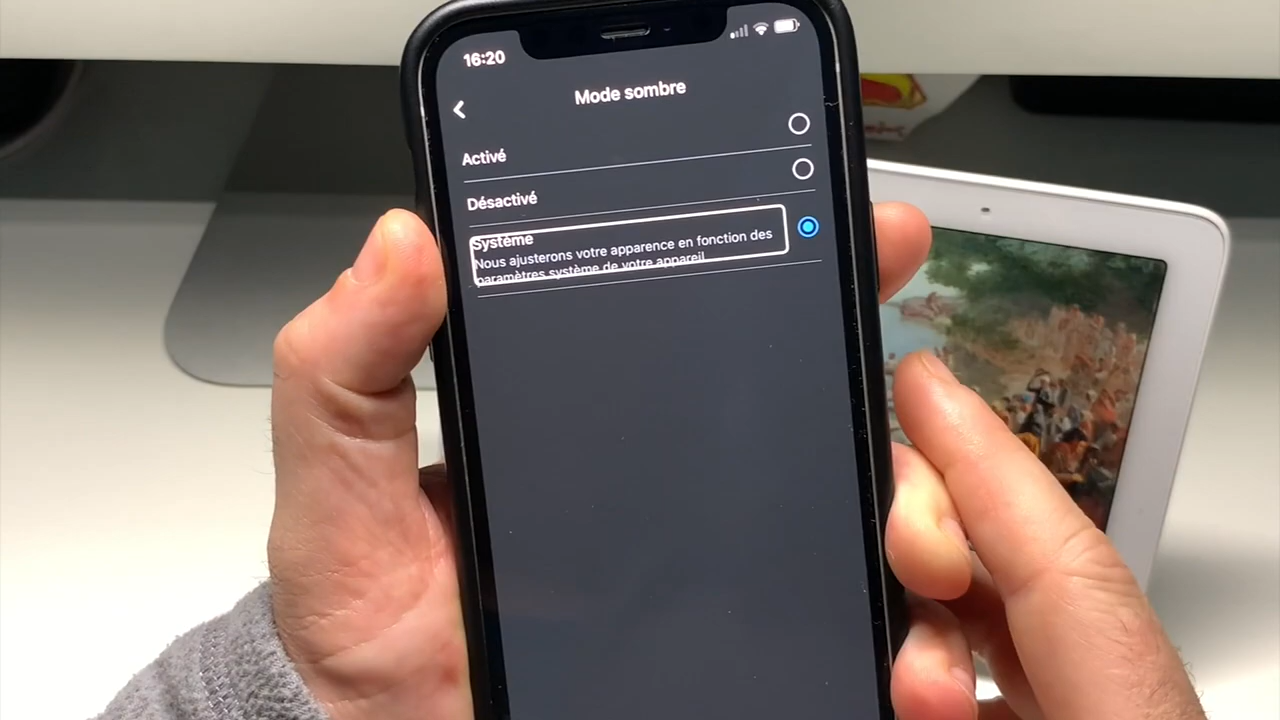 16:20
Mode sombre
Activé
Désactivé
Système
Nous ajusterons votre apparence en fonction des
paramètres système de votre appareil